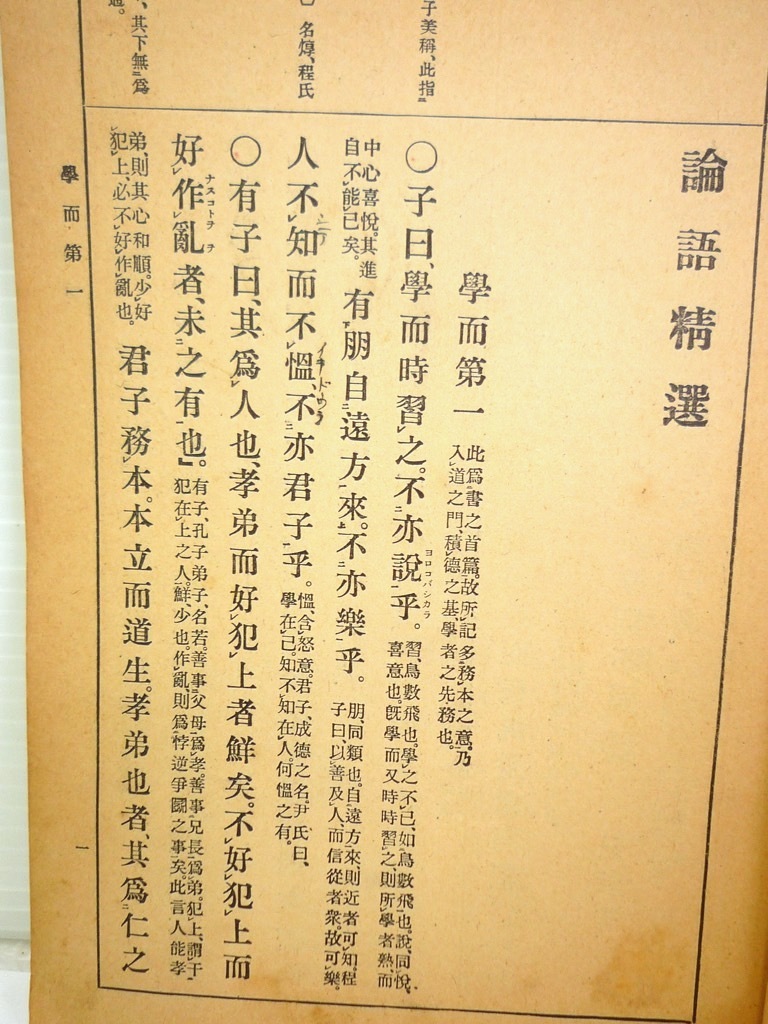 子美稱、此指
名焞、程氏
其下無爲
論語精選
學而第一
此爲書之首篇。故所記多務本之意。乃
入道之門、積德之基、學者之先務也。
〇子曰、學而時習之。不亦說乎。
ヨロコバシカラ
習、鳥數飛也。學之不已、如鳥數飛也。說、同悅、
喜意也。旣學而又時時習之、則所學者熟、而
中心喜悅。其進
自不能已矣。
有朋自遠方來。不亦樂乎。
朋、同類也。自遠方來、則近者可知。程
子曰、以善及人、而信從者衆。故可樂。
人不知而不慍、不亦君子乎。
慍、含怒意。君子、成德之名。尹氏曰、
學在己。知不知在人。何慍之有。
〇有子曰、其爲人也、孝弟而好犯上者鮮矣。不好犯上而
好作亂者、未之有也。』
ナスコトヲ
有子、孔子弟子、名若。善事父母爲孝。善事兄長爲弟。犯上、謂干
犯在上之人。鮮、少也。作亂、則爲悖逆爭鬭之事矣。此言人能孝
弟、則其心和順。少好
犯上、必不好作亂也。
君子務本。本立而道生。孝弟也者、其爲仁之
學而第一
一